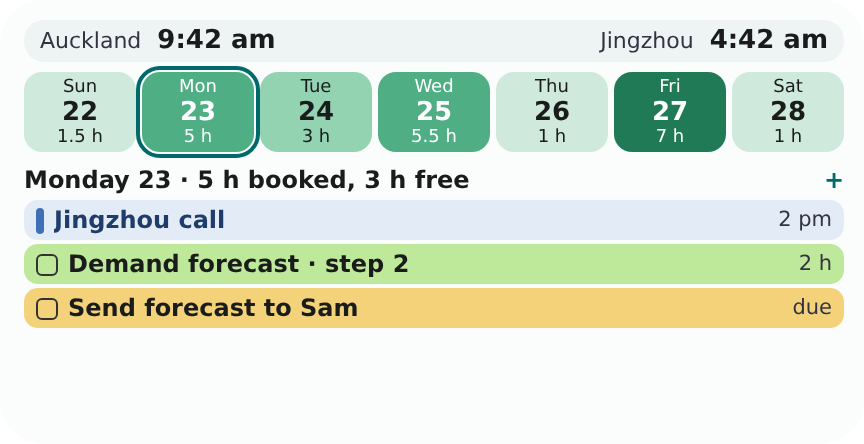 Auckland 9:42 am Jingzhou 4:42 am
Sun Mon Tue Wed Thu Fri Sat
22 23 24 25 26 27 28
1.5 h 5 h 3 h 5.5 h 1 h 7 h 1 h
Monday 23 · 5 h booked, 3 h free +
Jingzhou call 2 pm
Demand forecast · step 2 2 h
Send forecast to Sam due